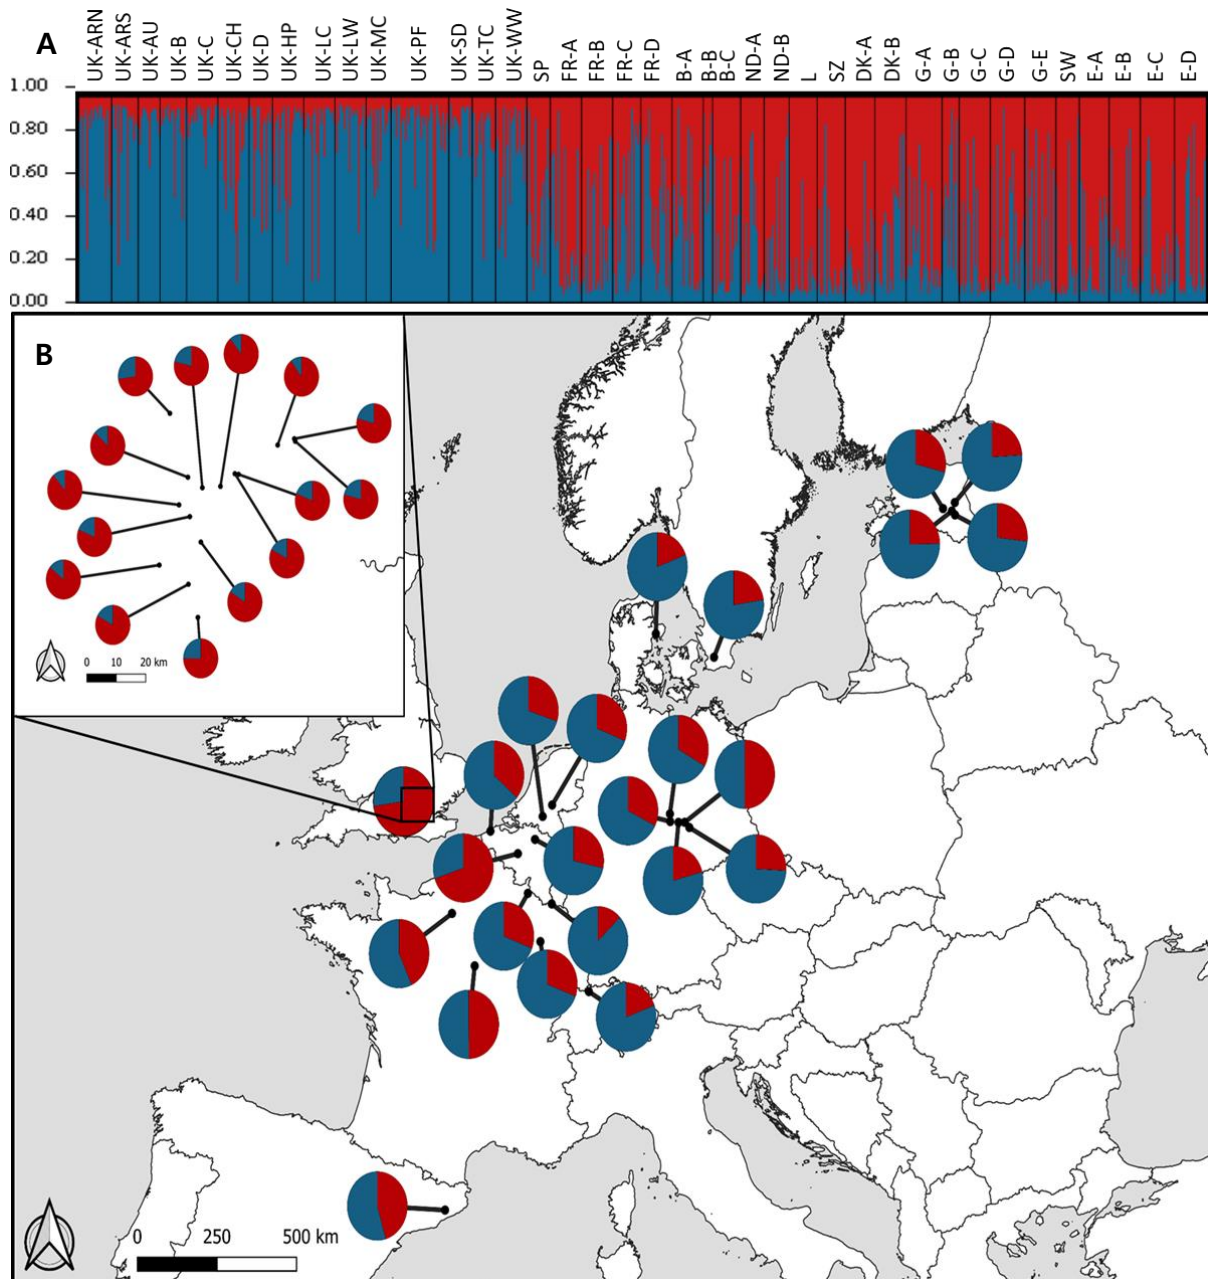 A
UK-ARN
UK-ARS
UK-AU
UK-B
UK-C
UK-CH
UK-D
UK-HP
UK-LC
UK-LW
UK-MC
UK-PF
UK-SD
UK-TC
UK-WW
SP
FR-A
FR-B
FR-C
FR-D
B-A
B-B
B-C
ND-A
ND-B
L
SZ
DK-A
DK-B
G-A
G-B
G-C
G-D
G-E
SW
E-A
E-B
E-C
E-D
1.00
0.80
0.60
0.40
0.20
0.00
B
0 10 20 km
0 250 500 km